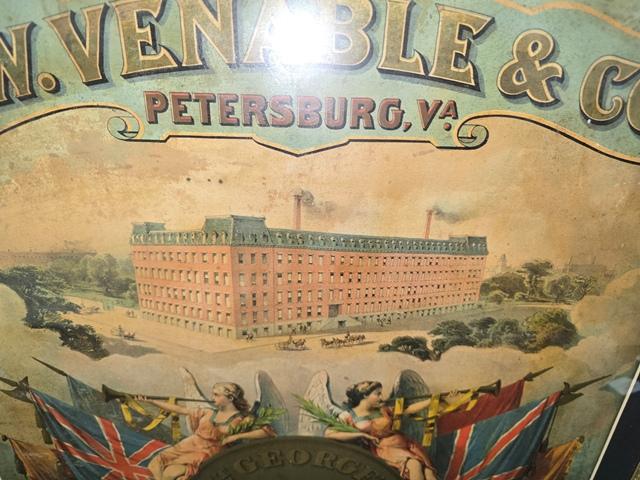 W. VENABLE & CO
PETERSBURG, VA
GEORGE